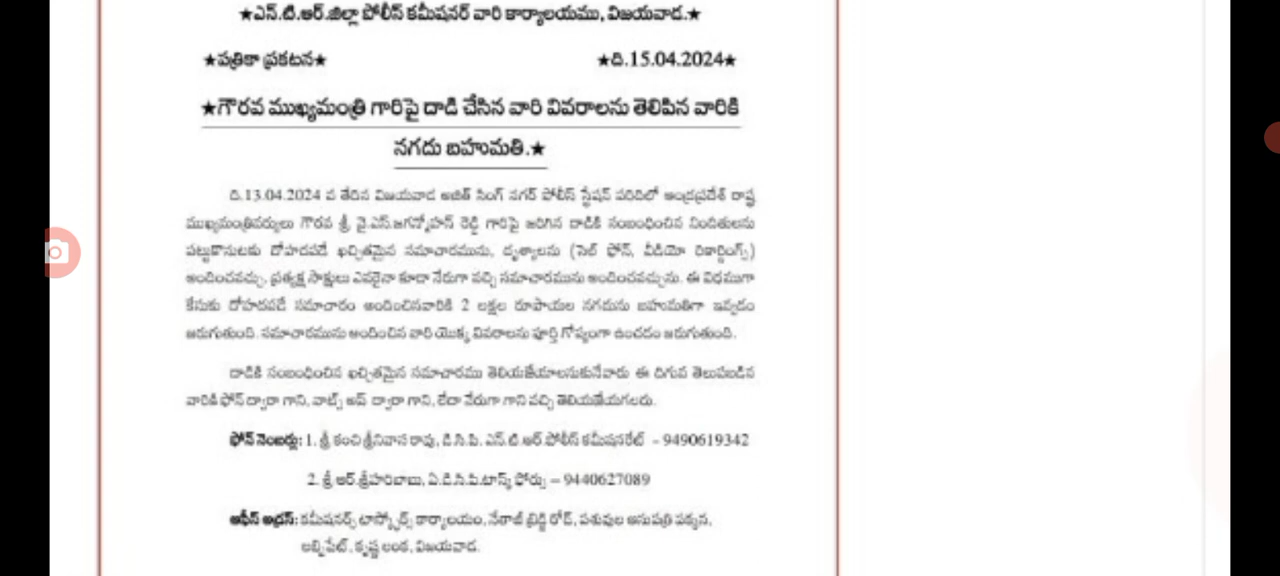 ★ఎన్.టి.ఆర్.జిల్లా పోలీస్ కమీషనర్ వారి కార్యాలయము, విజయవాడ.★
★పత్రికా ప్రకటన★ ★ది.15.04.2024★
★గౌరవ ముఖ్యమంత్రి గారిపై దాడి చేసిన వారి వివరాలను తెలిపిన వారికి
నగదు బహుమతి.★
ది.13.04.2024 వ తేదిన విజయవాడ అజిత్ సింగ్ నగర్ పోలీస్ స్టేషన్ పరిదిలో ఆంధ్రప్రదేశ్ రాష్ట్ర
ముఖ్యమంత్రివర్యులు గౌరవ శ్రీ వై.ఎస్.జగన్మోహన్ రెడ్డి గారిపై జరిగిన దాడికి సంబంధించిన నిందితులను
పట్టుకొనుటకు దోహదపడే ఖచ్చితమైన సమాచారమును, దృశ్యాలను (సెల్ ఫోన్, వీడియో రికార్డింగ్స్)
అందించవచ్చు, ప్రత్యక్ష సాక్షులు ఎవరైనా కూడా నేరుగా వచ్చి సమాచారమును అందించవచ్చును. ఈ విధముగా
కేసుకు దోహదపడే సమాచారం అందించినవారికి 2 లక్షల రూపాయల నగదును బహుమతిగా ఇవ్వడం
జరుగుతుంది. సమాచారమును అందించిన వారి యొక్క వివరాలను పూర్తి గోప్యంగా ఉంచడం జరుగుతుంది.
దాడికి సంబంధించిన ఖచ్చితమైన సమాచారము తెలియజేయాలనుకునేవారు ఈ దిగువ తెలుపబడిన
వారికి ఫోన్ ద్వారా గాని, వాట్స్ అప్ ద్వారా గాని, లేదా నేరుగా గాని వచ్చి తెలియజేయగలరు.
ఫోన్ నెంబర్లు: 1. శ్రీ కంచి శ్రీనివాస రావు, డి.సి.పి. ఎన్.టి.ఆర్.పోలీస్ కమీషనరేట్ – 9490619342
2. శ్రీ ఆర్.శ్రీహరిబాబు, ఏ.డి.సి.పి.టాస్క్ ఫోర్సు – 9440627089
ఆఫీస్ అడ్రస్: కమీషనర్స్ టాస్క్ఫోర్స్ కార్యాలయం, నేతాజీ బ్రిడ్జి రోడ్, పశువుల ఆసుపత్రి పక్కన,
లబ్బీపేట్, కృష్ణ లంక, విజయవాడ.